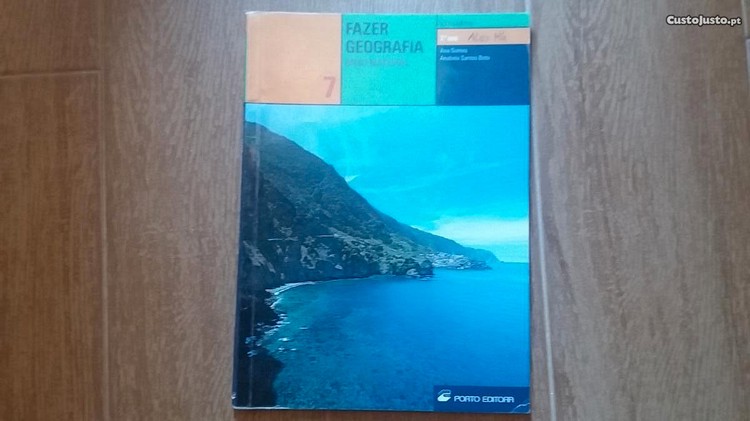 CustoJusto.pt
FAZER
GEOGRAFIA
7
Ana Gomes
Anabela Santos Boto
PORTO EDITORA